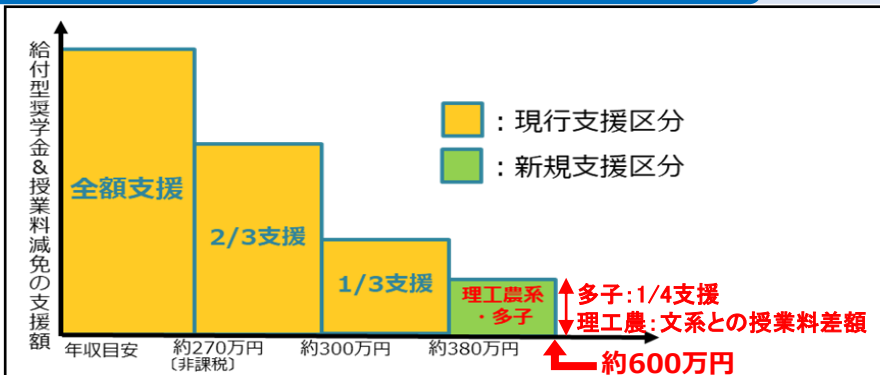 給付型奨学金&授業料減免の支援額
：現行支援区分
：新規支援区分
全額支援
2/3支援
1/3支援
理工農系
・多子
多子:1/4支援
理工農:文系との授業料差額
年収目安
約270万円
〔非課税〕
約300万円
約380万円
約600万円